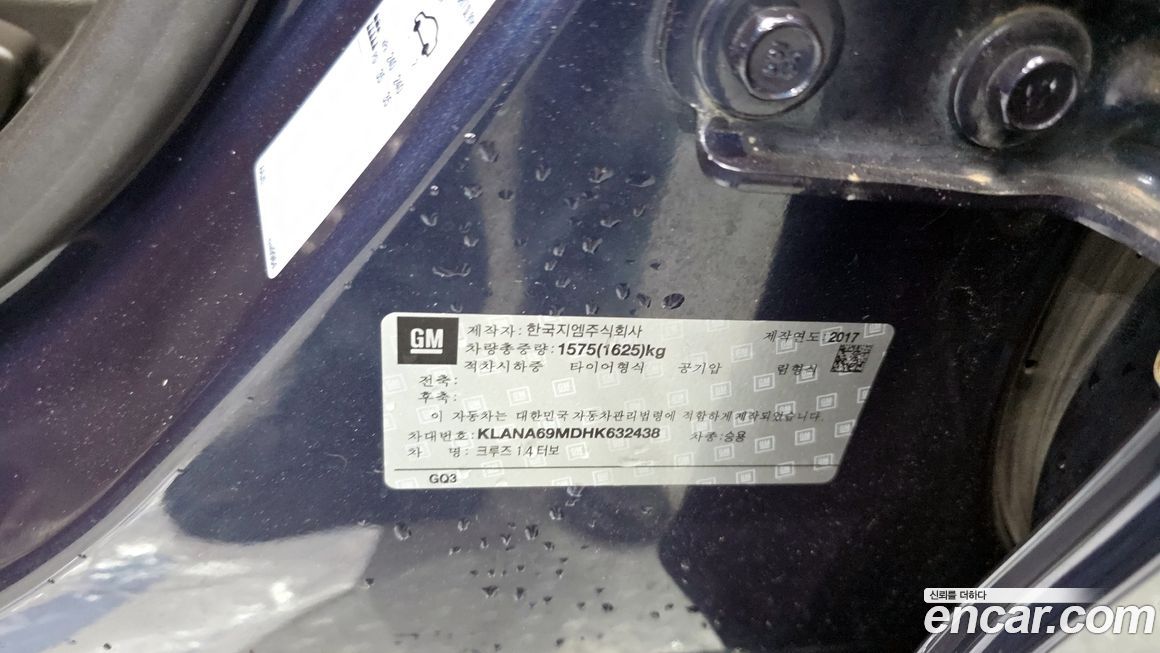 GM
제작자: 한국지엠주식회사
제작연도: 2017
차량총중량: 1575(1625)kg
적차시하중 타이어형식 공기압 림형식
전축:
후축:
이 자동차는 대한민국 자동차관리법령에 적합하게 제작되었습니다.
차대번호: KLANA69MDHK632438 차종: 승용
차 명: 크루즈 1.4 터보
GQ3
신뢰를 더하다
encar.com